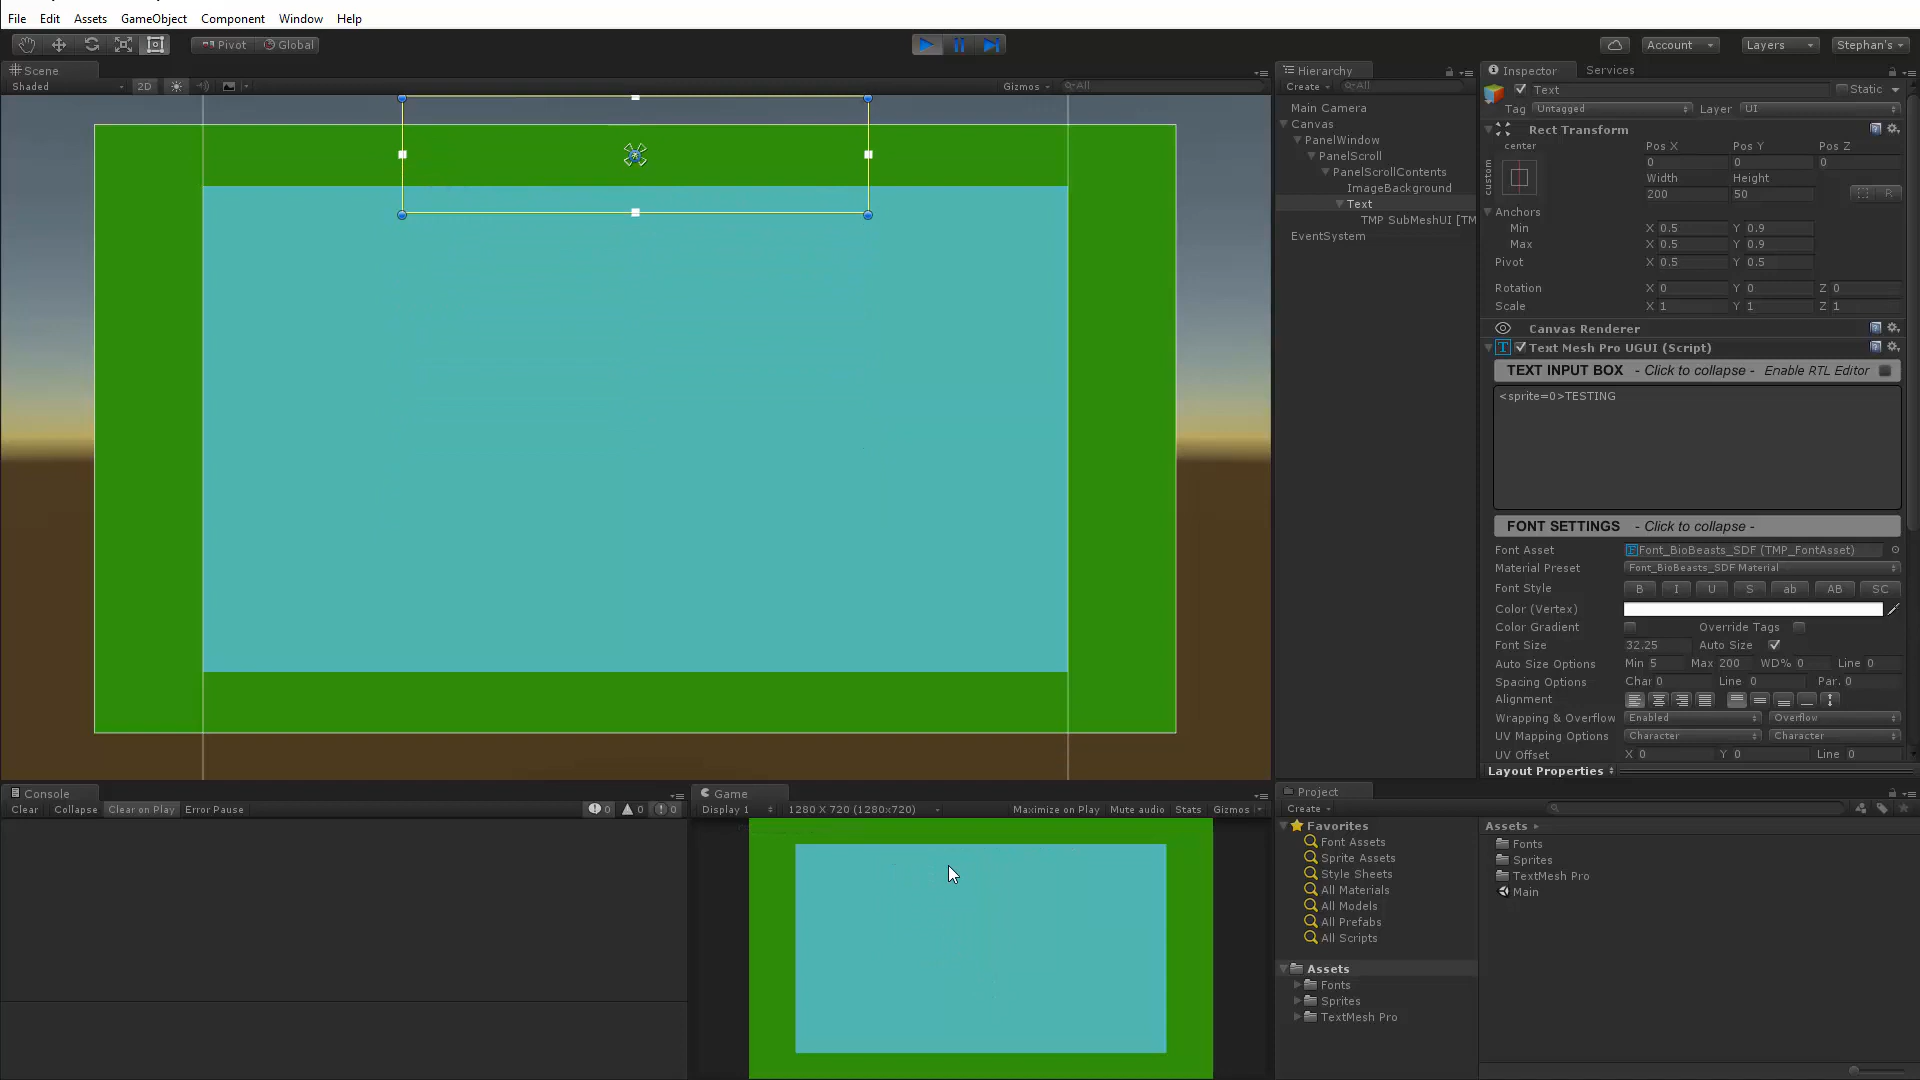 File Edit Assets GameObject Component Window Help
Pivot Global Account Layers Stephan's
Scene
Shaded 2D Gizmos All
Hierarchy
Create All
Main Camera
Canvas
PanelWindow
PanelScroll
PanelScrollContents
ImageBackground
Text
TMP SubMeshUI [TM
EventSystem
Inspector Services
Text Static
Tag Untagged Layer UI
Rect Transform
center Pos X Pos Y Pos Z
custom 0 0 0
Width Height
200 50 R
Anchors
Min X 0.5 Y 0.9
Max X 0.5 Y 0.9
Pivot X 0.5 Y 0.5
Rotation X 0 Y 0 Z 0
Scale X 1 Y 1 Z 1
Canvas Renderer
Text Mesh Pro UGUI (Script)
TEXT INPUT BOX - Click to collapse - Enable RTL Editor
<sprite=0>TESTING
FONT SETTINGS - Click to collapse -
Font Asset Font_BioBeasts_SDF (TMP_FontAsset)
Material Preset Font_BioBeasts_SDF Material
Font Style B I U S ab AB SC
Color (Vertex)
Color Gradient Override Tags
Font Size 32.25 Auto Size
Auto Size Options Min 5 Max 200 WD% 0 Line 0
Spacing Options Char 0 Line 0 Par. 0
Alignment
Wrapping & Overflow Enabled Overflow
UV Mapping Options Character Character
UV Offset X 0 Y 0 Line 0
Layout Properties
Console
Clear Collapse Clear on Play Error Pause 0 0 0
Game
Display 1 1280 X 720 (1280x720) Maximize on Play Mute audio Stats Gizmos
Project
Create
Favorites
Font Assets
Sprite Assets
Style Sheets
All Materials
All Models
All Prefabs
All Scripts
Assets
Fonts
Sprites
TextMesh Pro
Assets
Fonts
Sprites
TextMesh Pro
Main